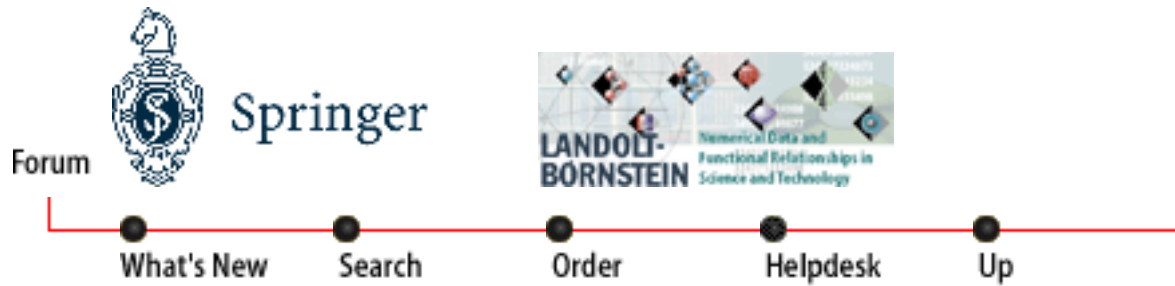 Springer
LANDOLT-
BÖRNSTEIN
Numerical Data and
Functional Relationships in
Science and Technology
Forum
What's New
Search
Order
Helpdesk
Up